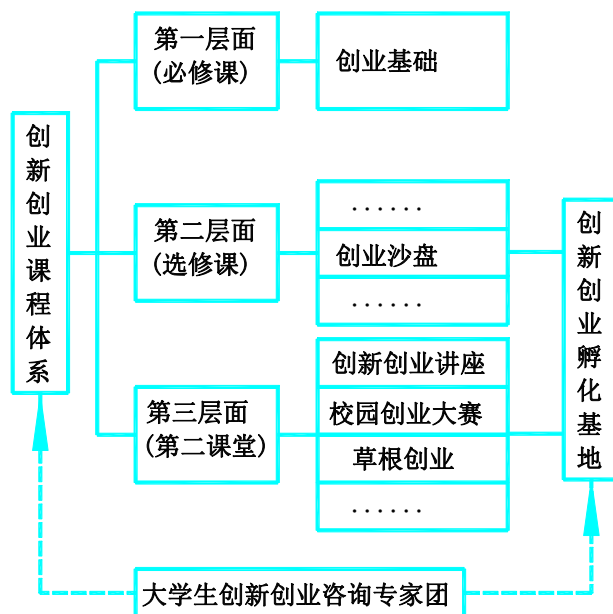 第一层面
(必修课)
创业基础
创新创业课程体系
第二层面
(选修课)
......
创业沙盘
......
创新创业孵化基地
第三层面
(第二课堂)
创新创业讲座
校园创业大赛
草根创业
......
大学生创新创业咨询专家团